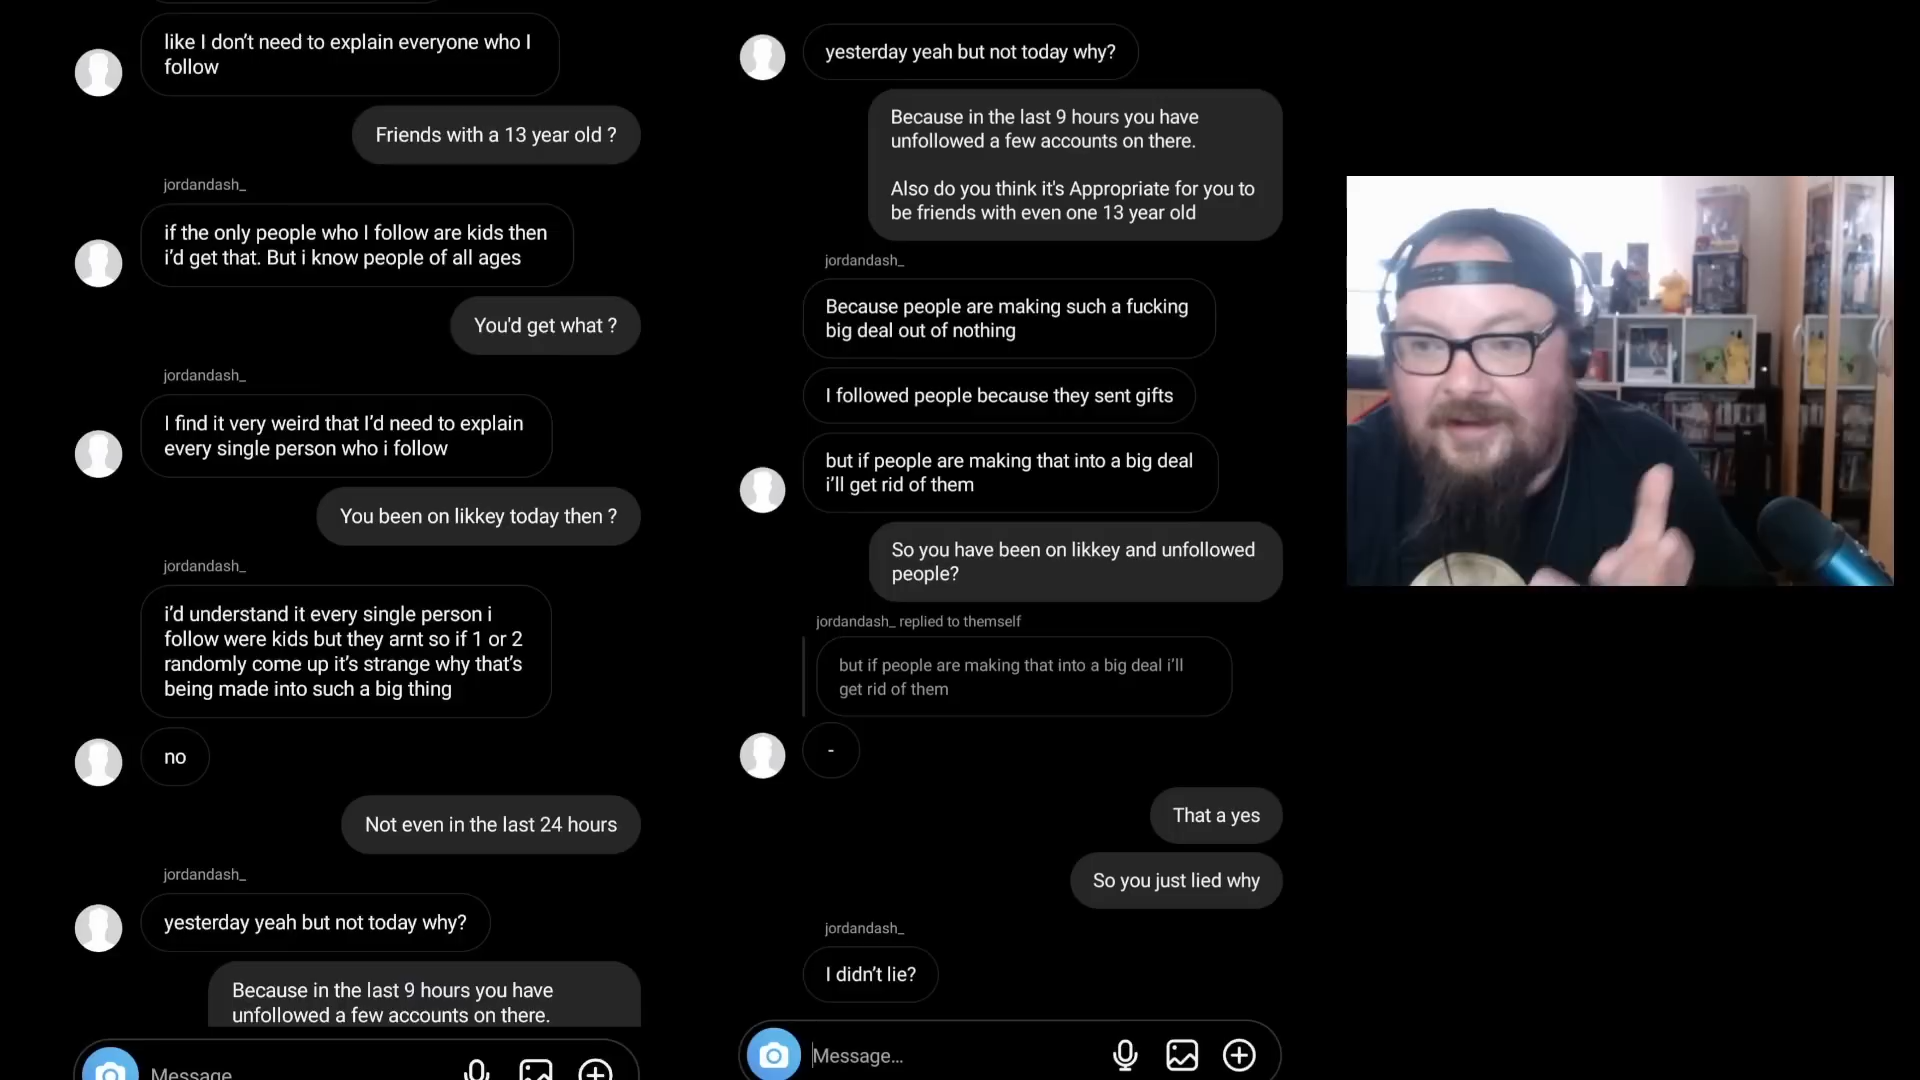 like I don't need to explain everyone who I
follow
Friends with a 13 year old ?
jordandash_
if the only people who I follow are kids then
i'd get that. But i know people of all ages
You'd get what ?
jordandash_
I find it very weird that I'd need to explain
every single person who i follow
You been on likkey today then ?
jordandash_
i'd understand it every single person i
follow were kids but they arnt so if 1 or 2
randomly come up it's strange why that's
being made into such a big thing
no
Not even in the last 24 hours
jordandash_
yesterday yeah but not today why?
Because in the last 9 hours you have
unfollowed a few accounts on there.
Message
yesterday yeah but not today why?
Because in the last 9 hours you have
unfollowed a few accounts on there.
Also do you think it's Appropriate for you to
be friends with even one 13 year old
jordandash_
Because people are making such a fucking
big deal out of nothing
I followed people because they sent gifts
but if people are making that into a big deal
i'll get rid of them
So you have been on likkey and unfollowed
people?
jordandash_ replied to themself
but if people are making that into a big deal i'll
get rid of them
-
That a yes
So you just lied why
jordandash_
I didn't lie?
Message...